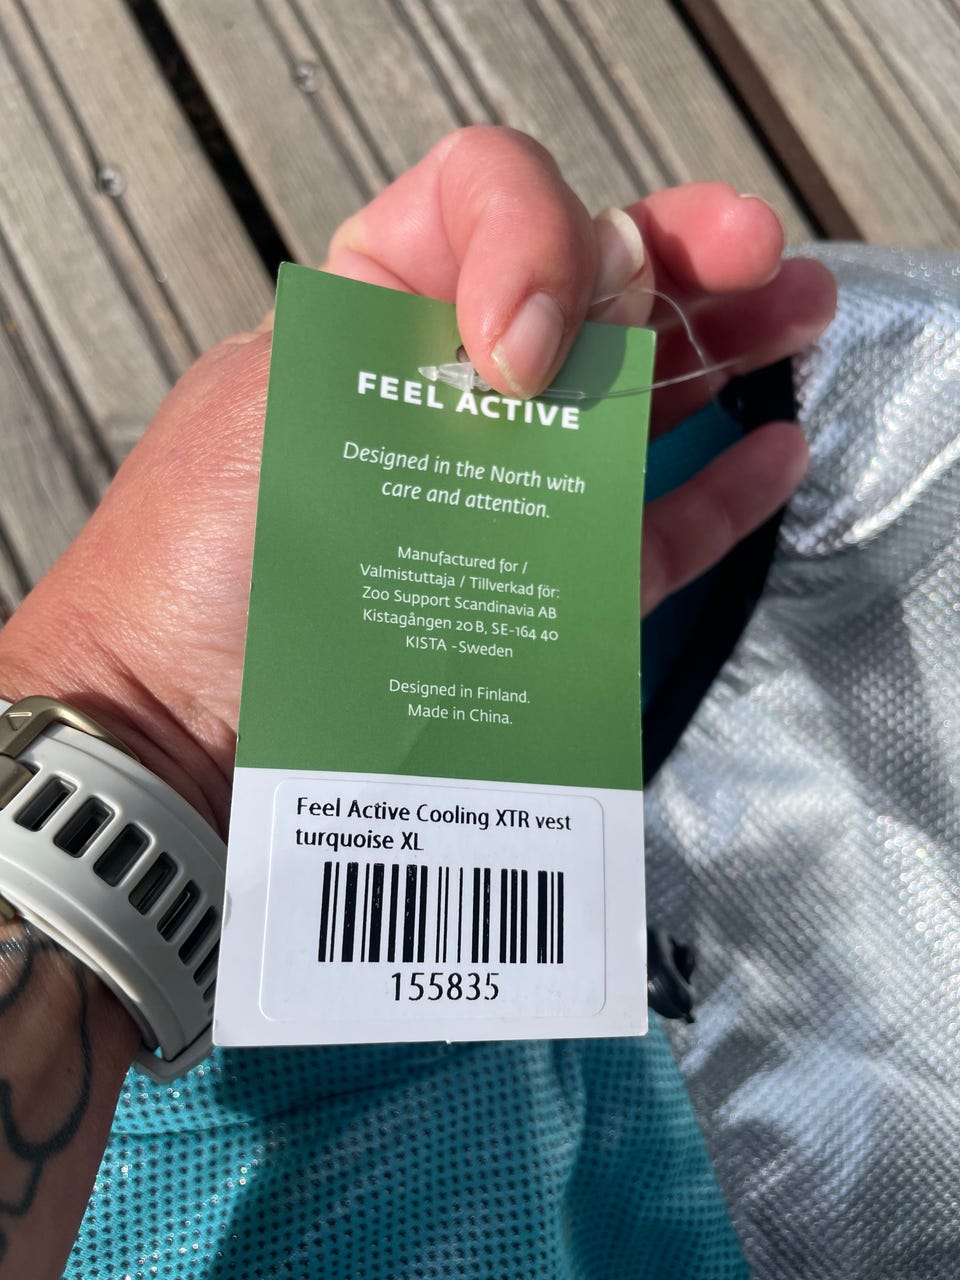 FEEL ACTIVE
Designed in the North with
care and attention.
Manufactured for /
Valmistuttaja / Tillverkad för:
Zoo Support Scandinavia AB
Kistagången 20B, SE-164 40
KISTA -Sweden
Designed in Finland.
Made in China.
Feel Active Cooling XTR vest
turquoise XL
155835